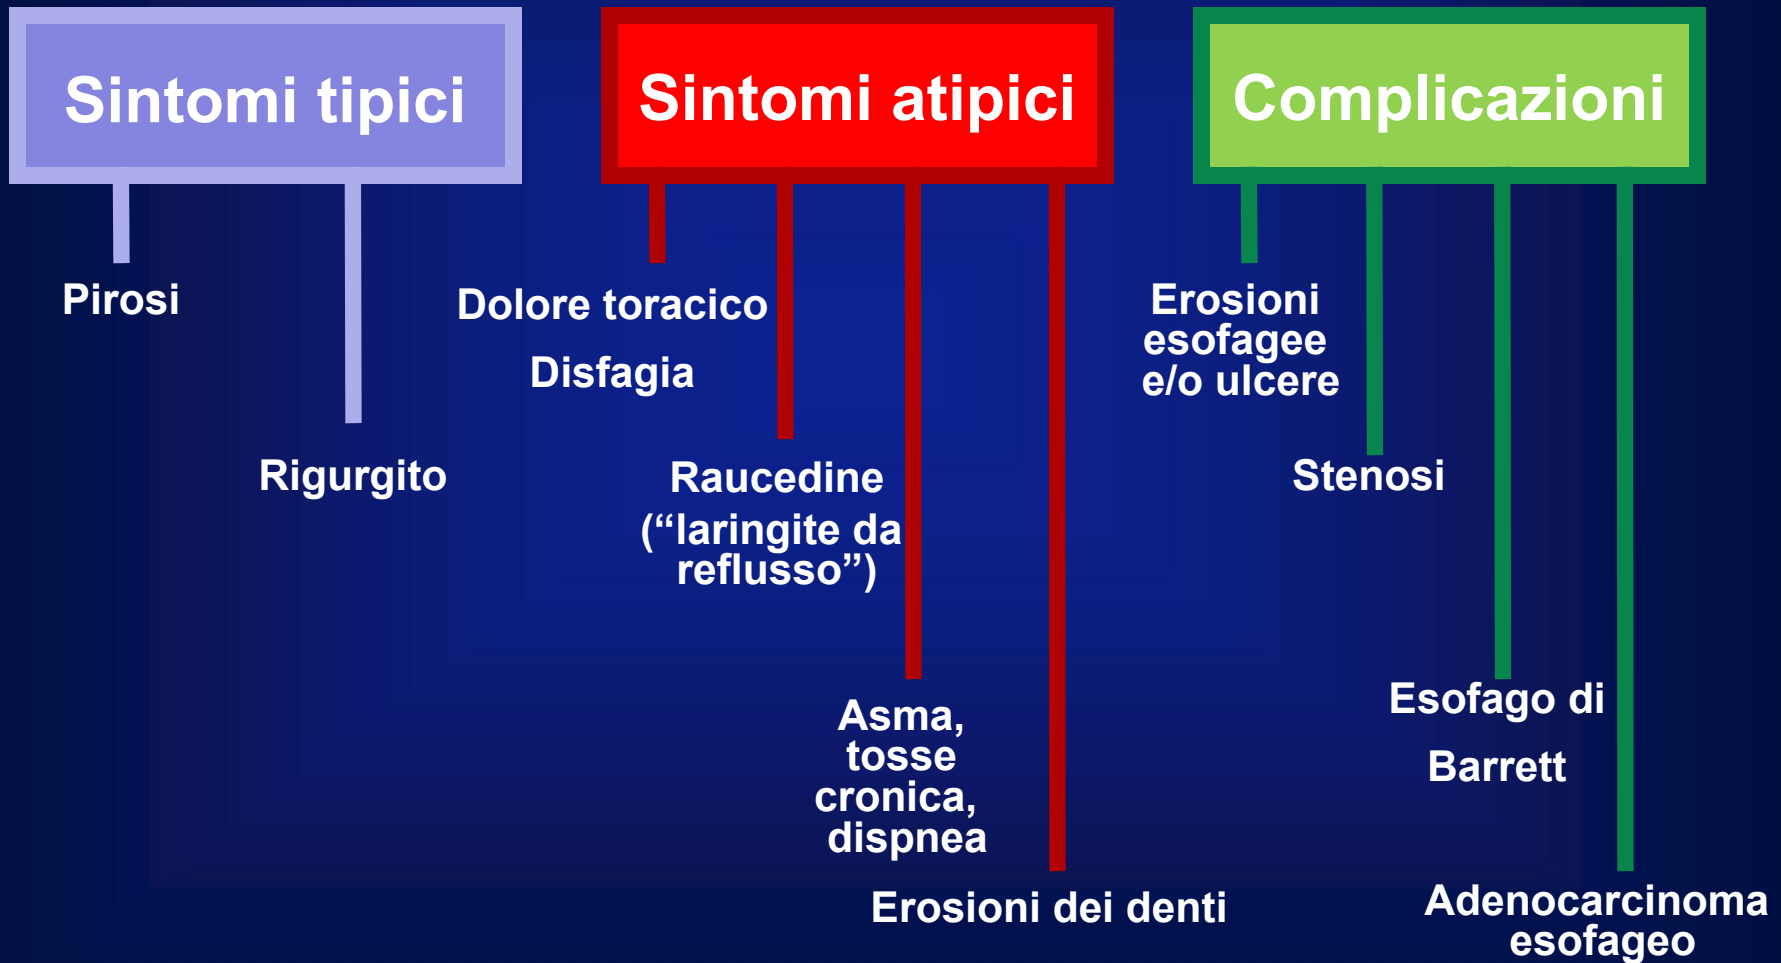 Sintomi tipici
Pirosi
Rigurgito
Sintomi atipici
Dolore toracico
Disfagia
Raucedine
(“laringite da
reflusso”)
Asma,
tosse
cronica,
dispnea
Erosioni dei denti
Complicazioni
Erosioni
esofagee
e/o ulcere
Stenosi
Esofago di
Barrett
Adenocarcinoma
esofageo